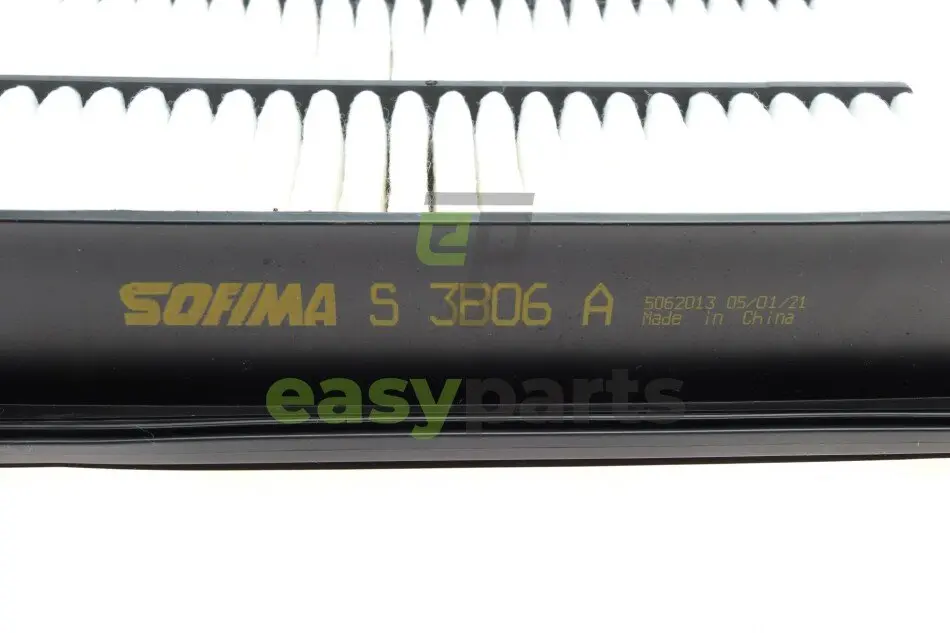 SOFIMA S 3B06 A
5062013 05/01/21
Made in China
easyparts